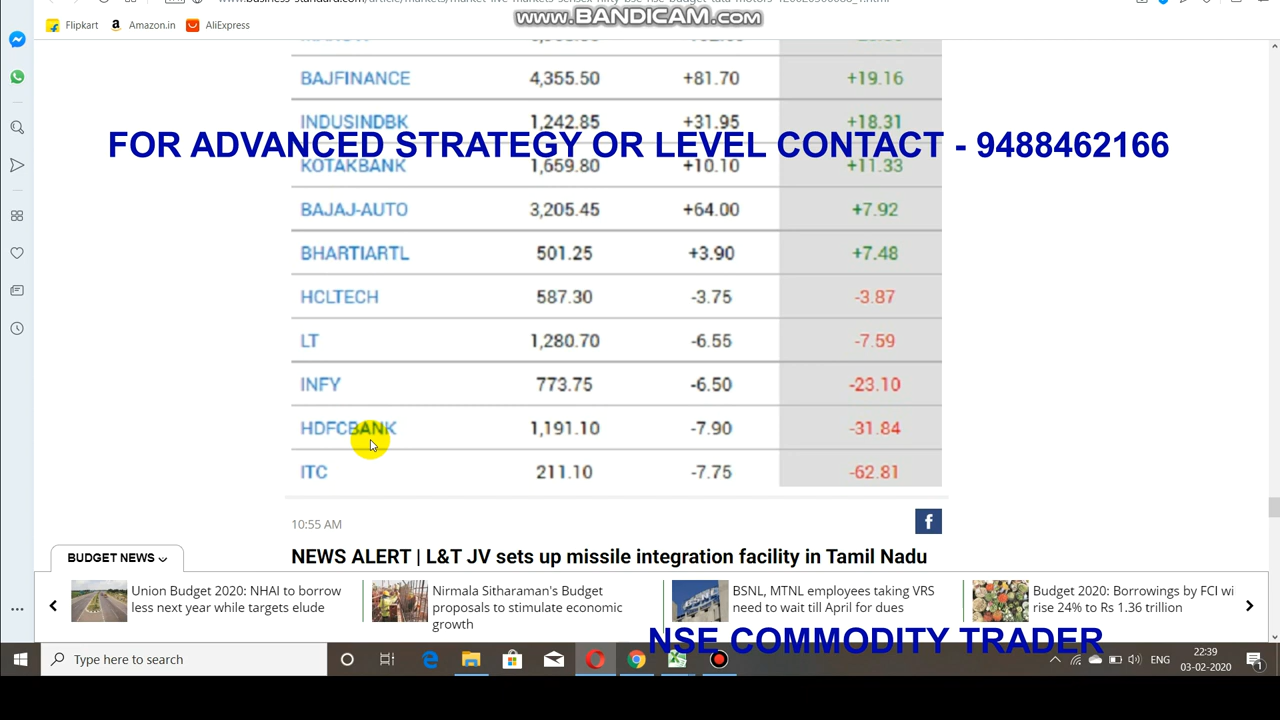 www.BANDICAM.com
Flipkart Amazon.in AliExpress
BAJFINANCE 4,355.50 +81.70 +19.16
INDUSINDBK 1,242.85 +31.95 +18.31
FOR ADVANCED STRATEGY OR LEVEL CONTACT - 9488462166
KOTAKBANK 1,659.80 +10.10 +11.33
BAJAJ-AUTO 3,205.45 +64.00 +7.92
BHARTIARTL 501.25 +3.90 +7.48
HCLTECH 587.30 -3.75 -3.87
LT 1,280.70 -6.55 -7.59
INFY 773.75 -6.50 -23.10
HDFCBANK 1,191.10 -7.90 -31.84
ITC 211.10 -7.75 -62.81
10:55 AM
NEWS ALERT | L&T JV sets up missile integration facility in Tamil Nadu
BUDGET NEWS
Union Budget 2020: NHAI to borrow
less next year while targets elude
Nirmala Sitharaman's Budget
proposals to stimulate economic
growth
BSNL, MTNL employees taking VRS
need to wait till April for dues
Budget 2020: Borrowings by FCI wi
rise 24% to Rs 1.36 trillion
NSE COMMODITY TRADER
Type here to search
ENG
22:39
03-02-2020